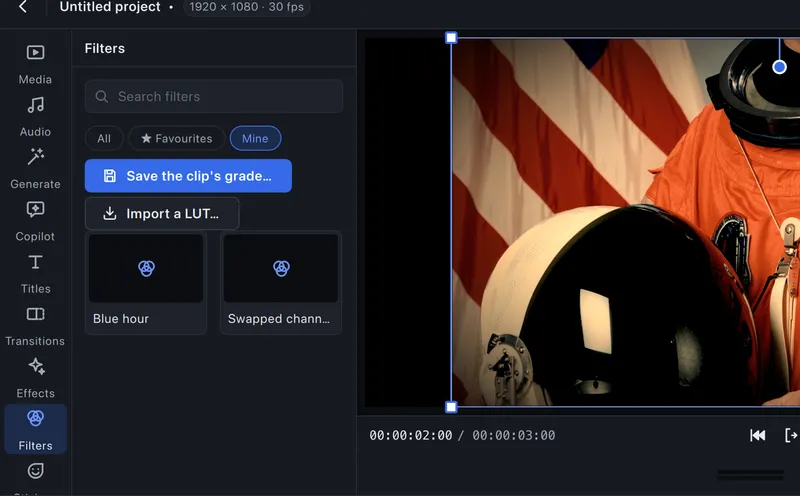 Untitled project • 1920 × 1080 · 30 fps
Media
Audio
Generate
Copilot
Titles
Transitions
Effects
Filters
Filters
Search filters
All
★ Favourites
Mine
Save the clip's grade…
Import a LUT…
Blue hour
Swapped chann…
00:00:02:00 / 00:00:03:00